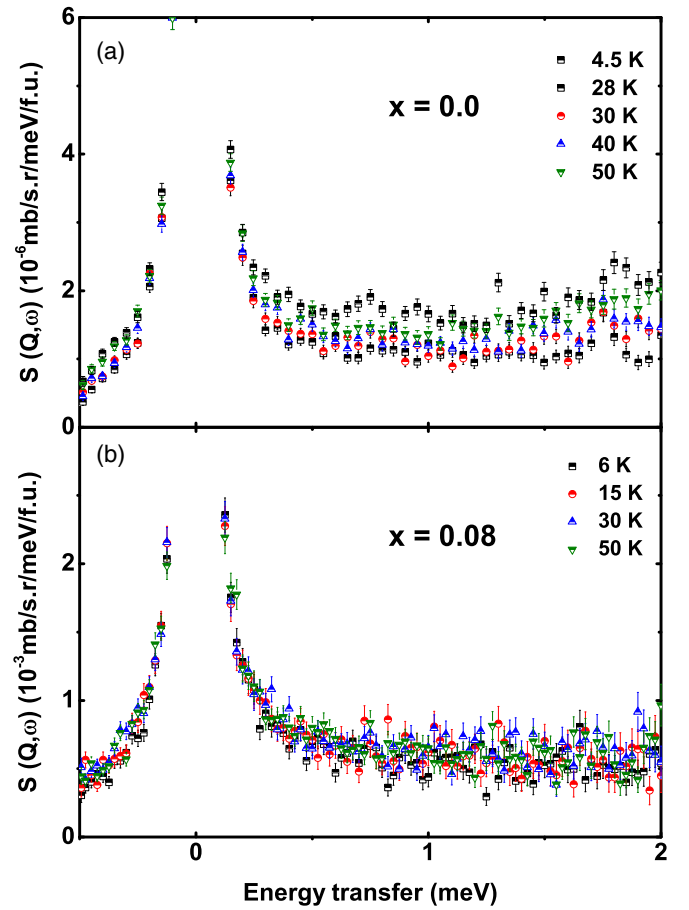 (a)
x = 0.0
4.5 K
28 K
30 K
40 K
50 K
6
4
2
0
S (Q,ω) (10⁻⁶mb/s.r/meV/f.u.)
(b)
x = 0.08
6 K
15 K
30 K
50 K
2
1
0
S (Q,ω) (10⁻³mb/s.r/meV/f.u.)
0
1
2
Energy transfer (meV)